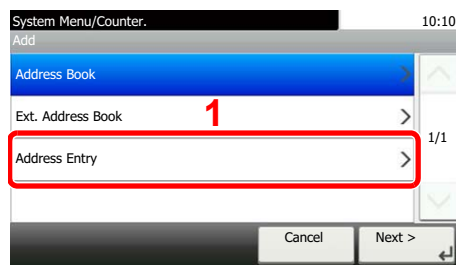 System Menu/Counter. 10:10
Add
Address Book
Ext. Address Book 1
1/1
Address Entry
Cancel Next >